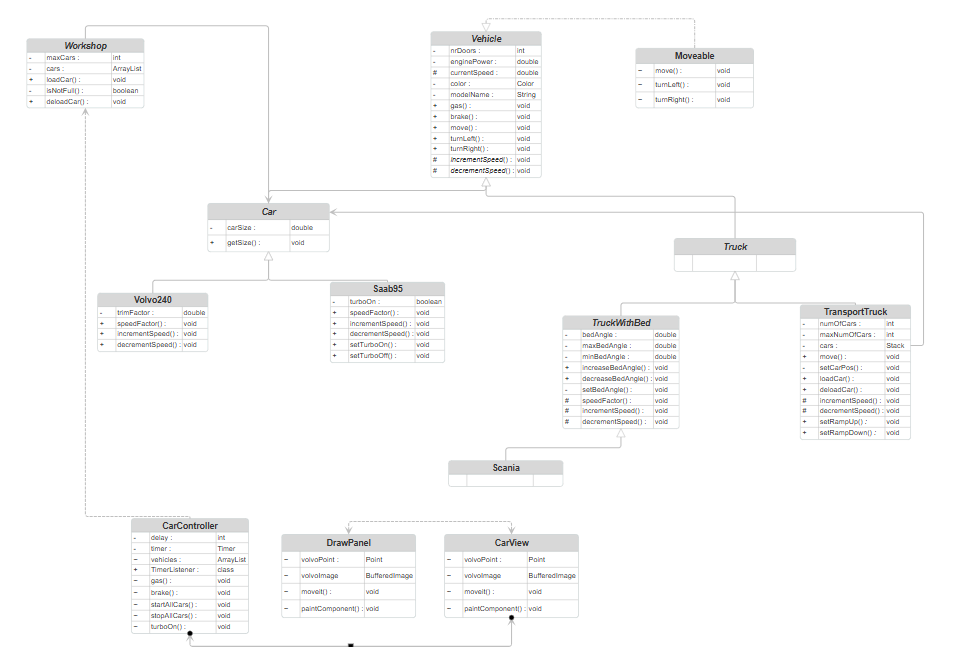 Workshop
- maxCars : int
- cars : ArrayList
+ loadCar() : void
- isNotFull() : boolean
+ deloadCar() : void
Vehicle
- nrDoors : int
- enginePower : double
# currentSpeed : double
- color : Color
- modelName : String
+ gas() : void
+ brake() : void
+ move() : void
+ turnLeft() : void
+ turnRight() : void
# incrementSpeed() : void
# decrementSpeed() : void
Moveable
~ move() : void
~ turnLeft() : void
~ turnRight() : void
Car
- carSize : double
+ getSize() : void
Truck
Volvo240
- trimFactor : double
+ speedFactor() : void
+ incrementSpeed() : void
+ decrementSpeed() : void
Saab95
- turboOn : boolean
+ speedFactor() : void
+ incrementSpeed() : void
+ decrementSpeed() : void
+ setTurboOn() : void
+ setTurboOff() : void
TruckWithBed
- bedAngle : double
- maxBedAngle : double
- minBedAngle : double
+ increaseBedAngle() : void
+ decreaseBedAngle() : void
- setBedAngle() : void
# speedFactor() : void
# incrementSpeed() : void
# decrementSpeed() : void
TransportTruck
- numOfCars : int
- maxNumOfCars : int
- cars : Stack
+ move() : void
- setCarPos() : void
+ loadCar() : void
+ deloadCar() : void
# incrementSpeed() : void
# decrementSpeed() : void
+ setRampUp() : void
+ setRampDown() : void
Scania
CarController
- delay : int
- timer : Timer
~ vehicles : ArrayList
+ TimerListener : class
~ gas() : void
~ brake() : void
~ startAllCars() : void
~ stopAllCars() : void
~ turboOn() : void
DrawPanel
~ volvoPoint : Point
~ volvoImage BufferedImage
~ moveit() : void
~ paintComponent() : void
CarView
~ volvoPoint : Point
~ volvoImage BufferedImage
~ moveit() : void
~ paintComponent() : void